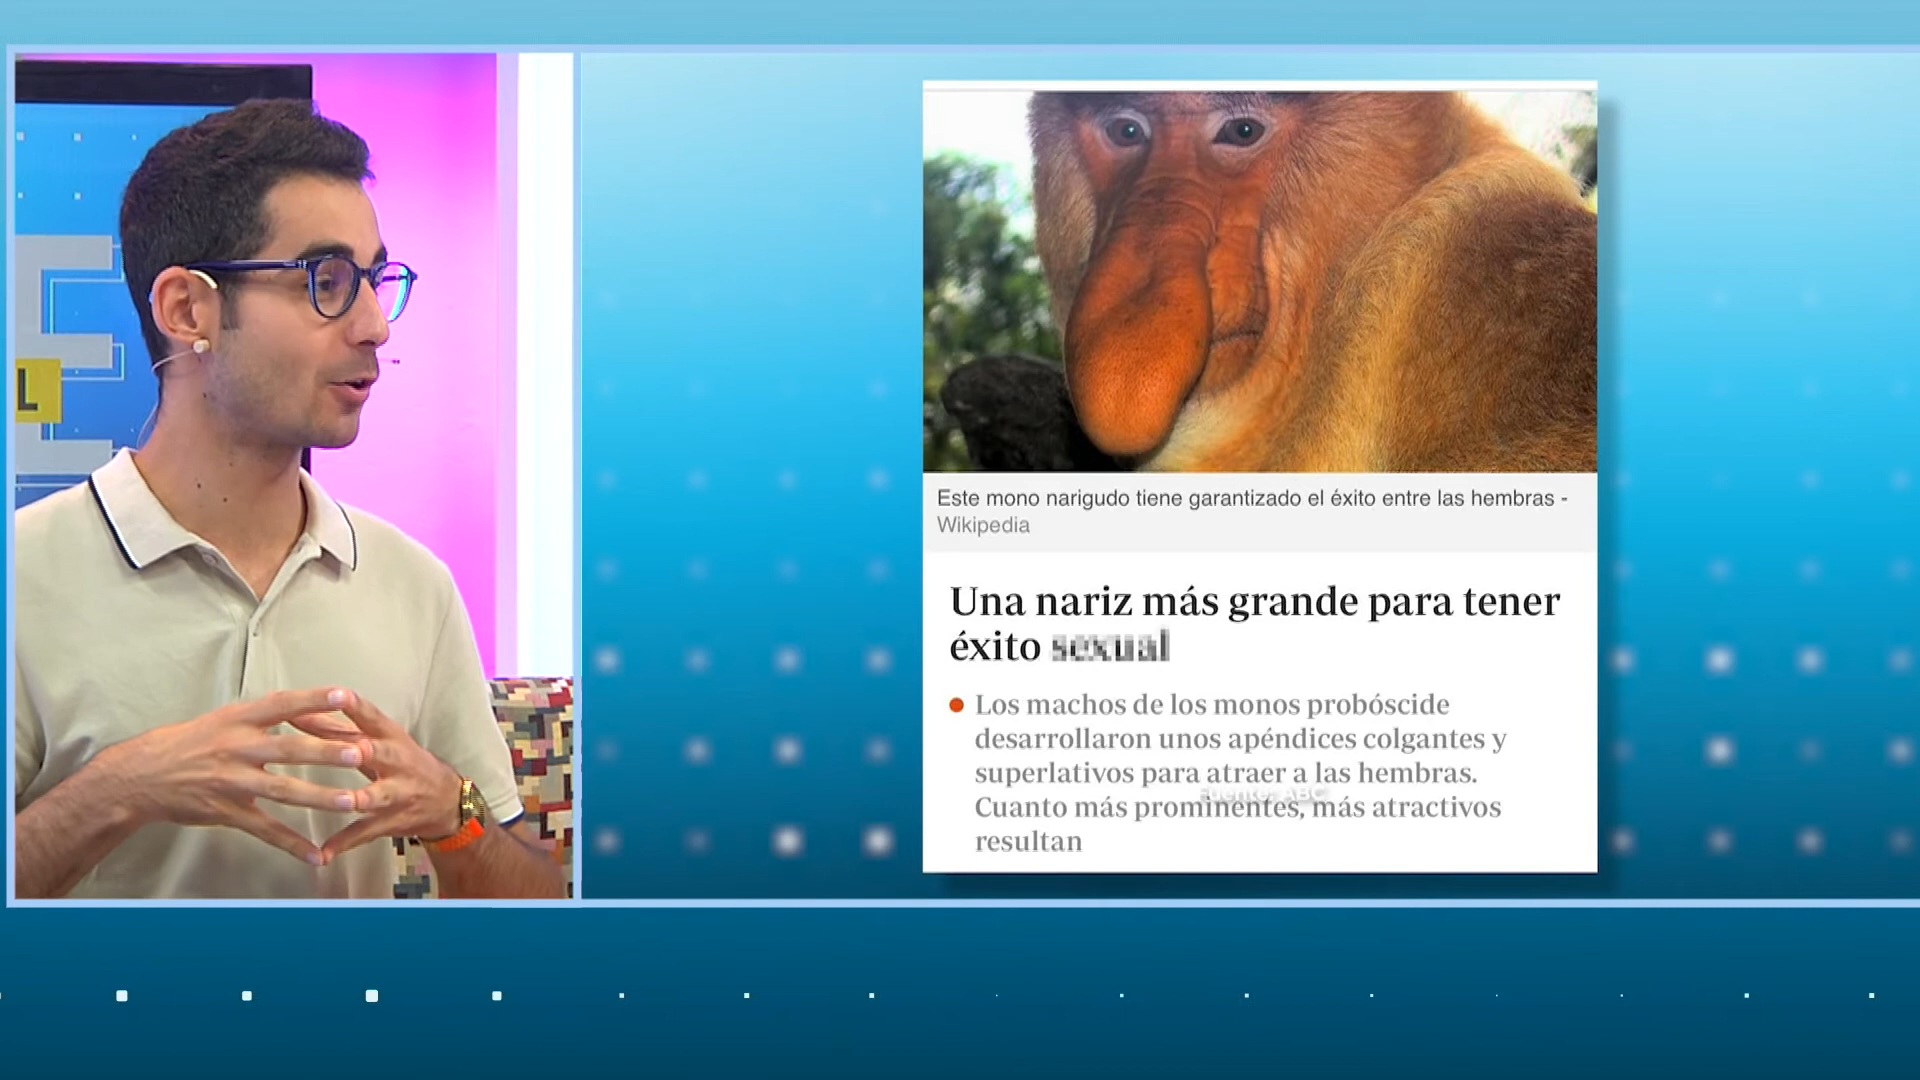 L
Este mono narigudo tiene garantizado el éxito entre las hembras -
Wikipedia
Una nariz más grande para tener
éxito sexual
Los machos de los monos probóscide
desarrollaron unos apéndices colgantes y
superlativos para atraer a las hembras.
Fuente: ABC
Cuanto más prominentes, más atractivos
resultan